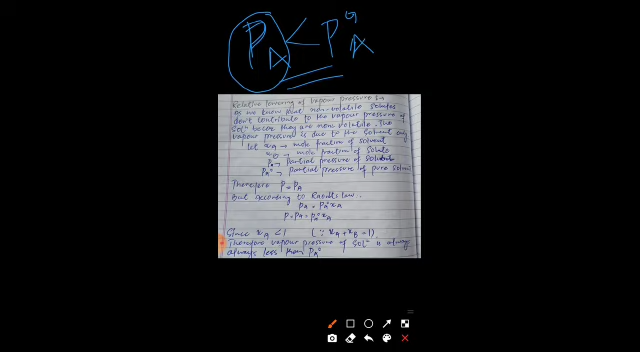 PA < P°A
Relative lowering of vapour pressure :-
As we know that non-volatile solutes
don't contribute to the vapour pressure of
Solⁿ becoz they are non volatile. So
vapour pressure is due to the solvent only
let xA → mole fraction of solvent
xB → mole fraction of solute
PA → partial pressure of
PA° → partial pressure of pure solvent
Therefore P = PA
But according to Raoult's law.
PA = PA° xA
P = PA = PA° xA
Since xA < 1 (∵ xA + xB = 1)
Therefore vapour pressure of Solⁿ is always
always less than PA°